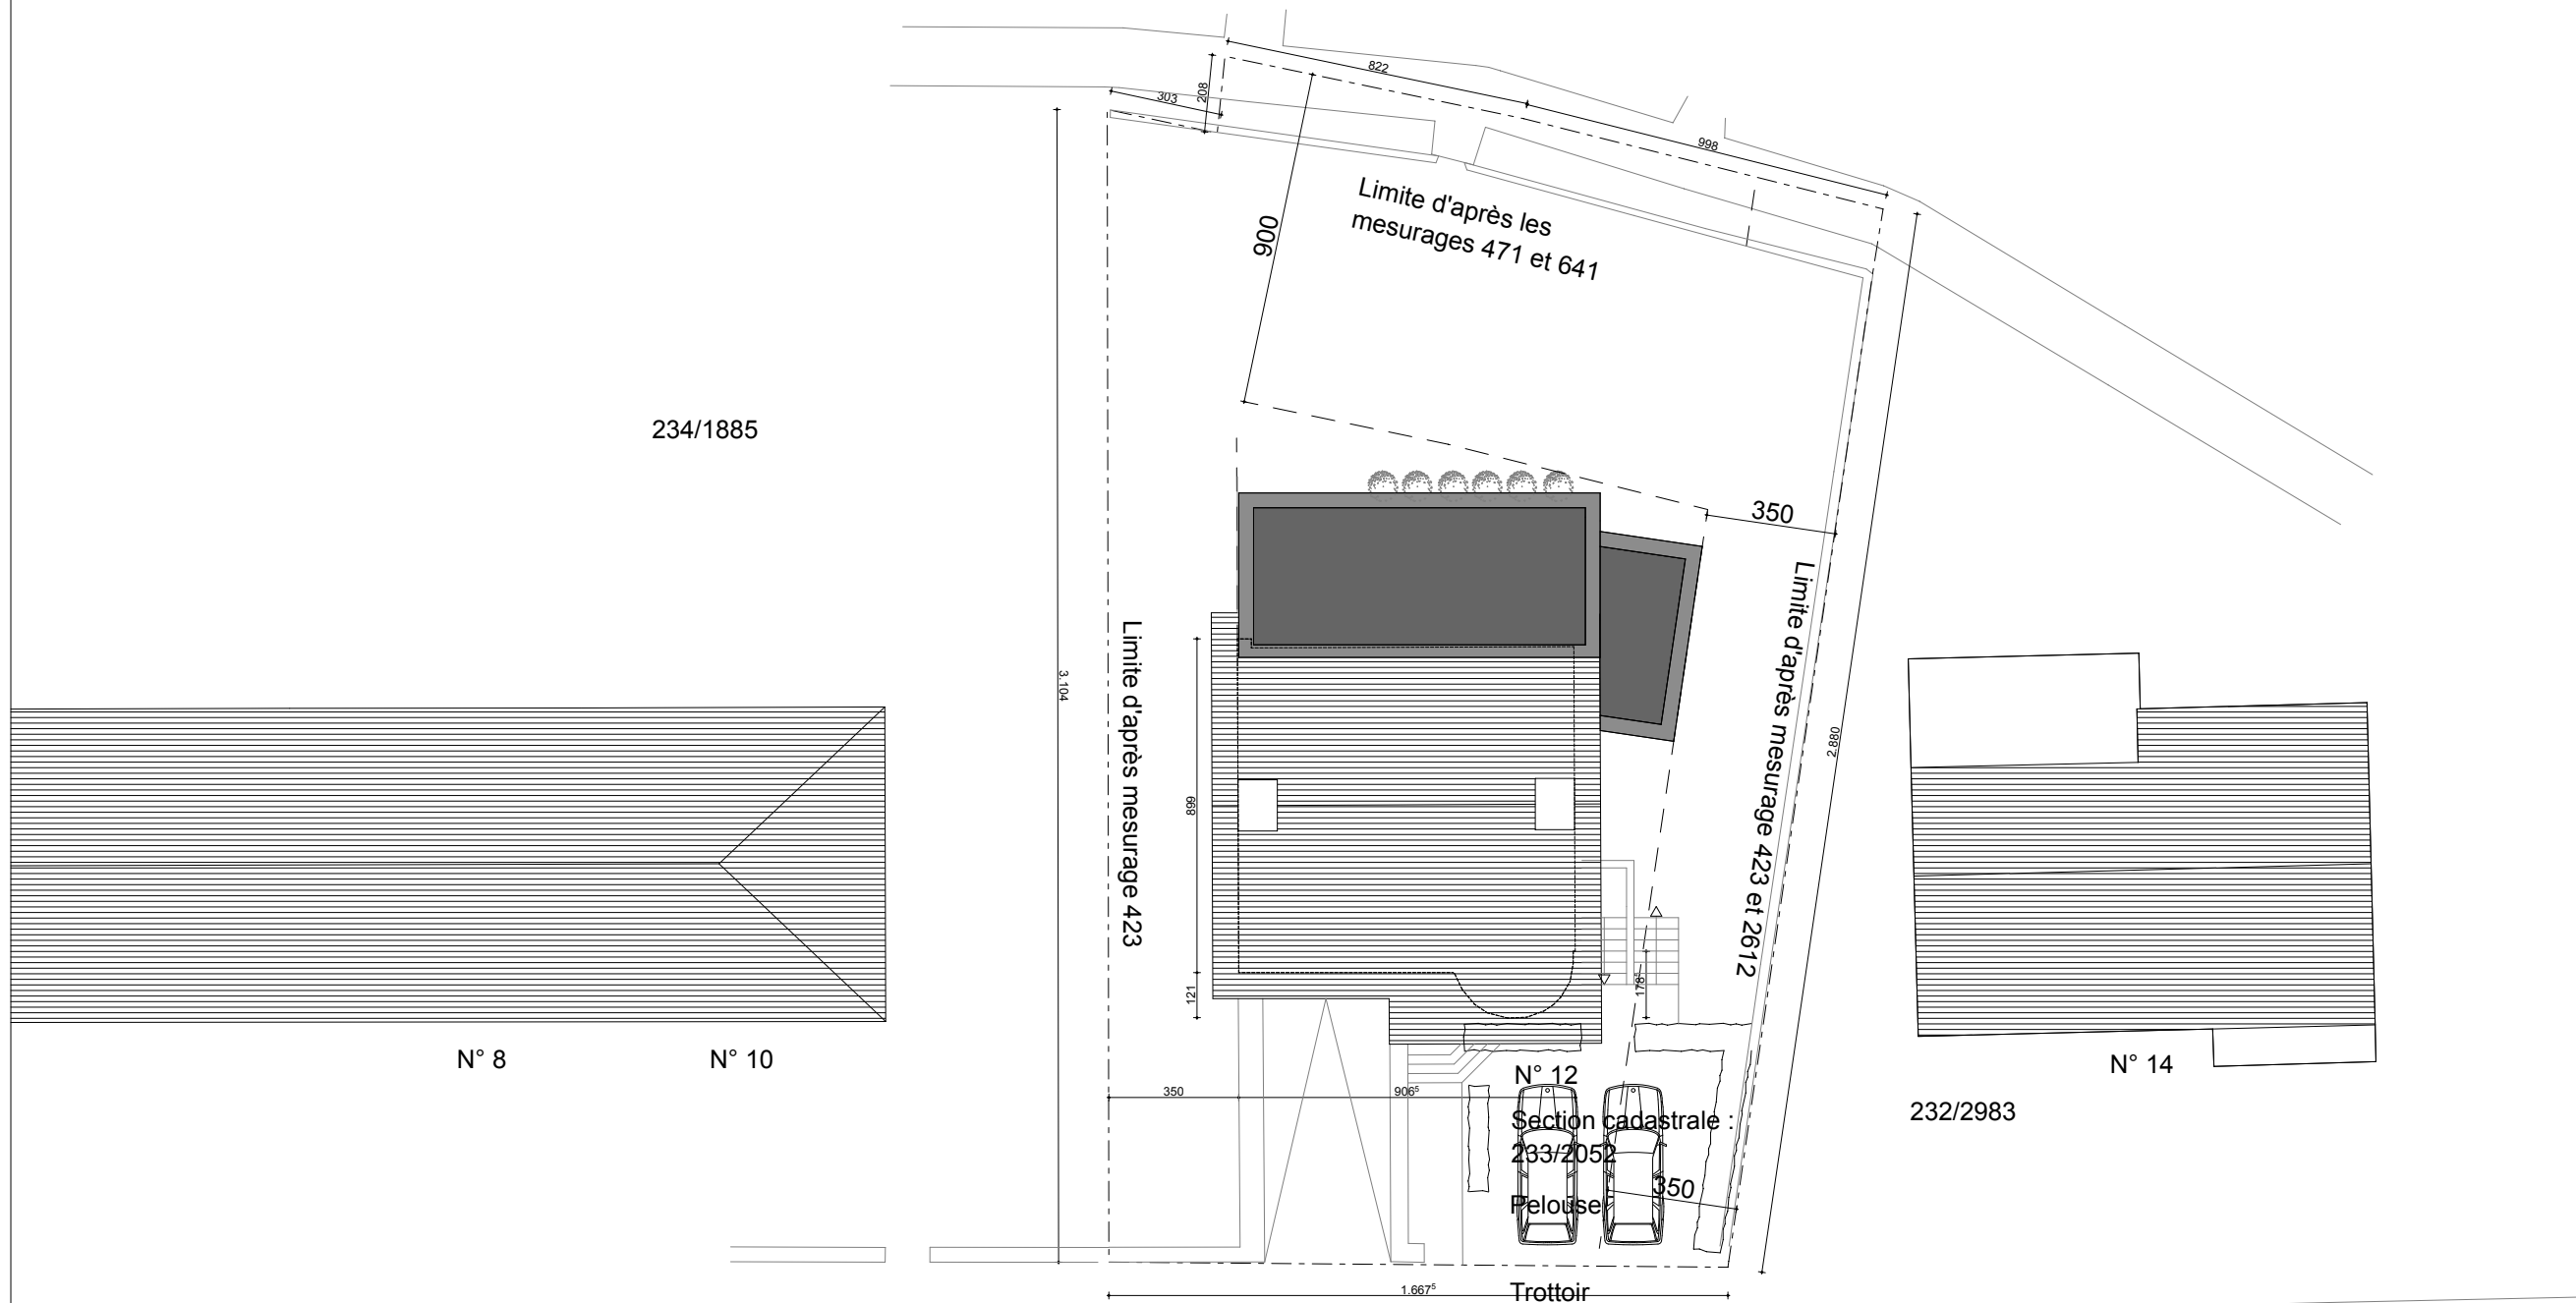 822
303
208
998
Limite d'après les
mesurages 471 et 641
900
234/1885
350
Limite d'après mesurage 423
Limite d'après mesurage 423 et 2612
3.104
2.880
899
121
178⁵
N° 8
N° 10
N° 12
N° 14
350
906⁵
Section cadastrale :
233/2052
232/2983
350
Pelouse
1.667⁵
Trottoir